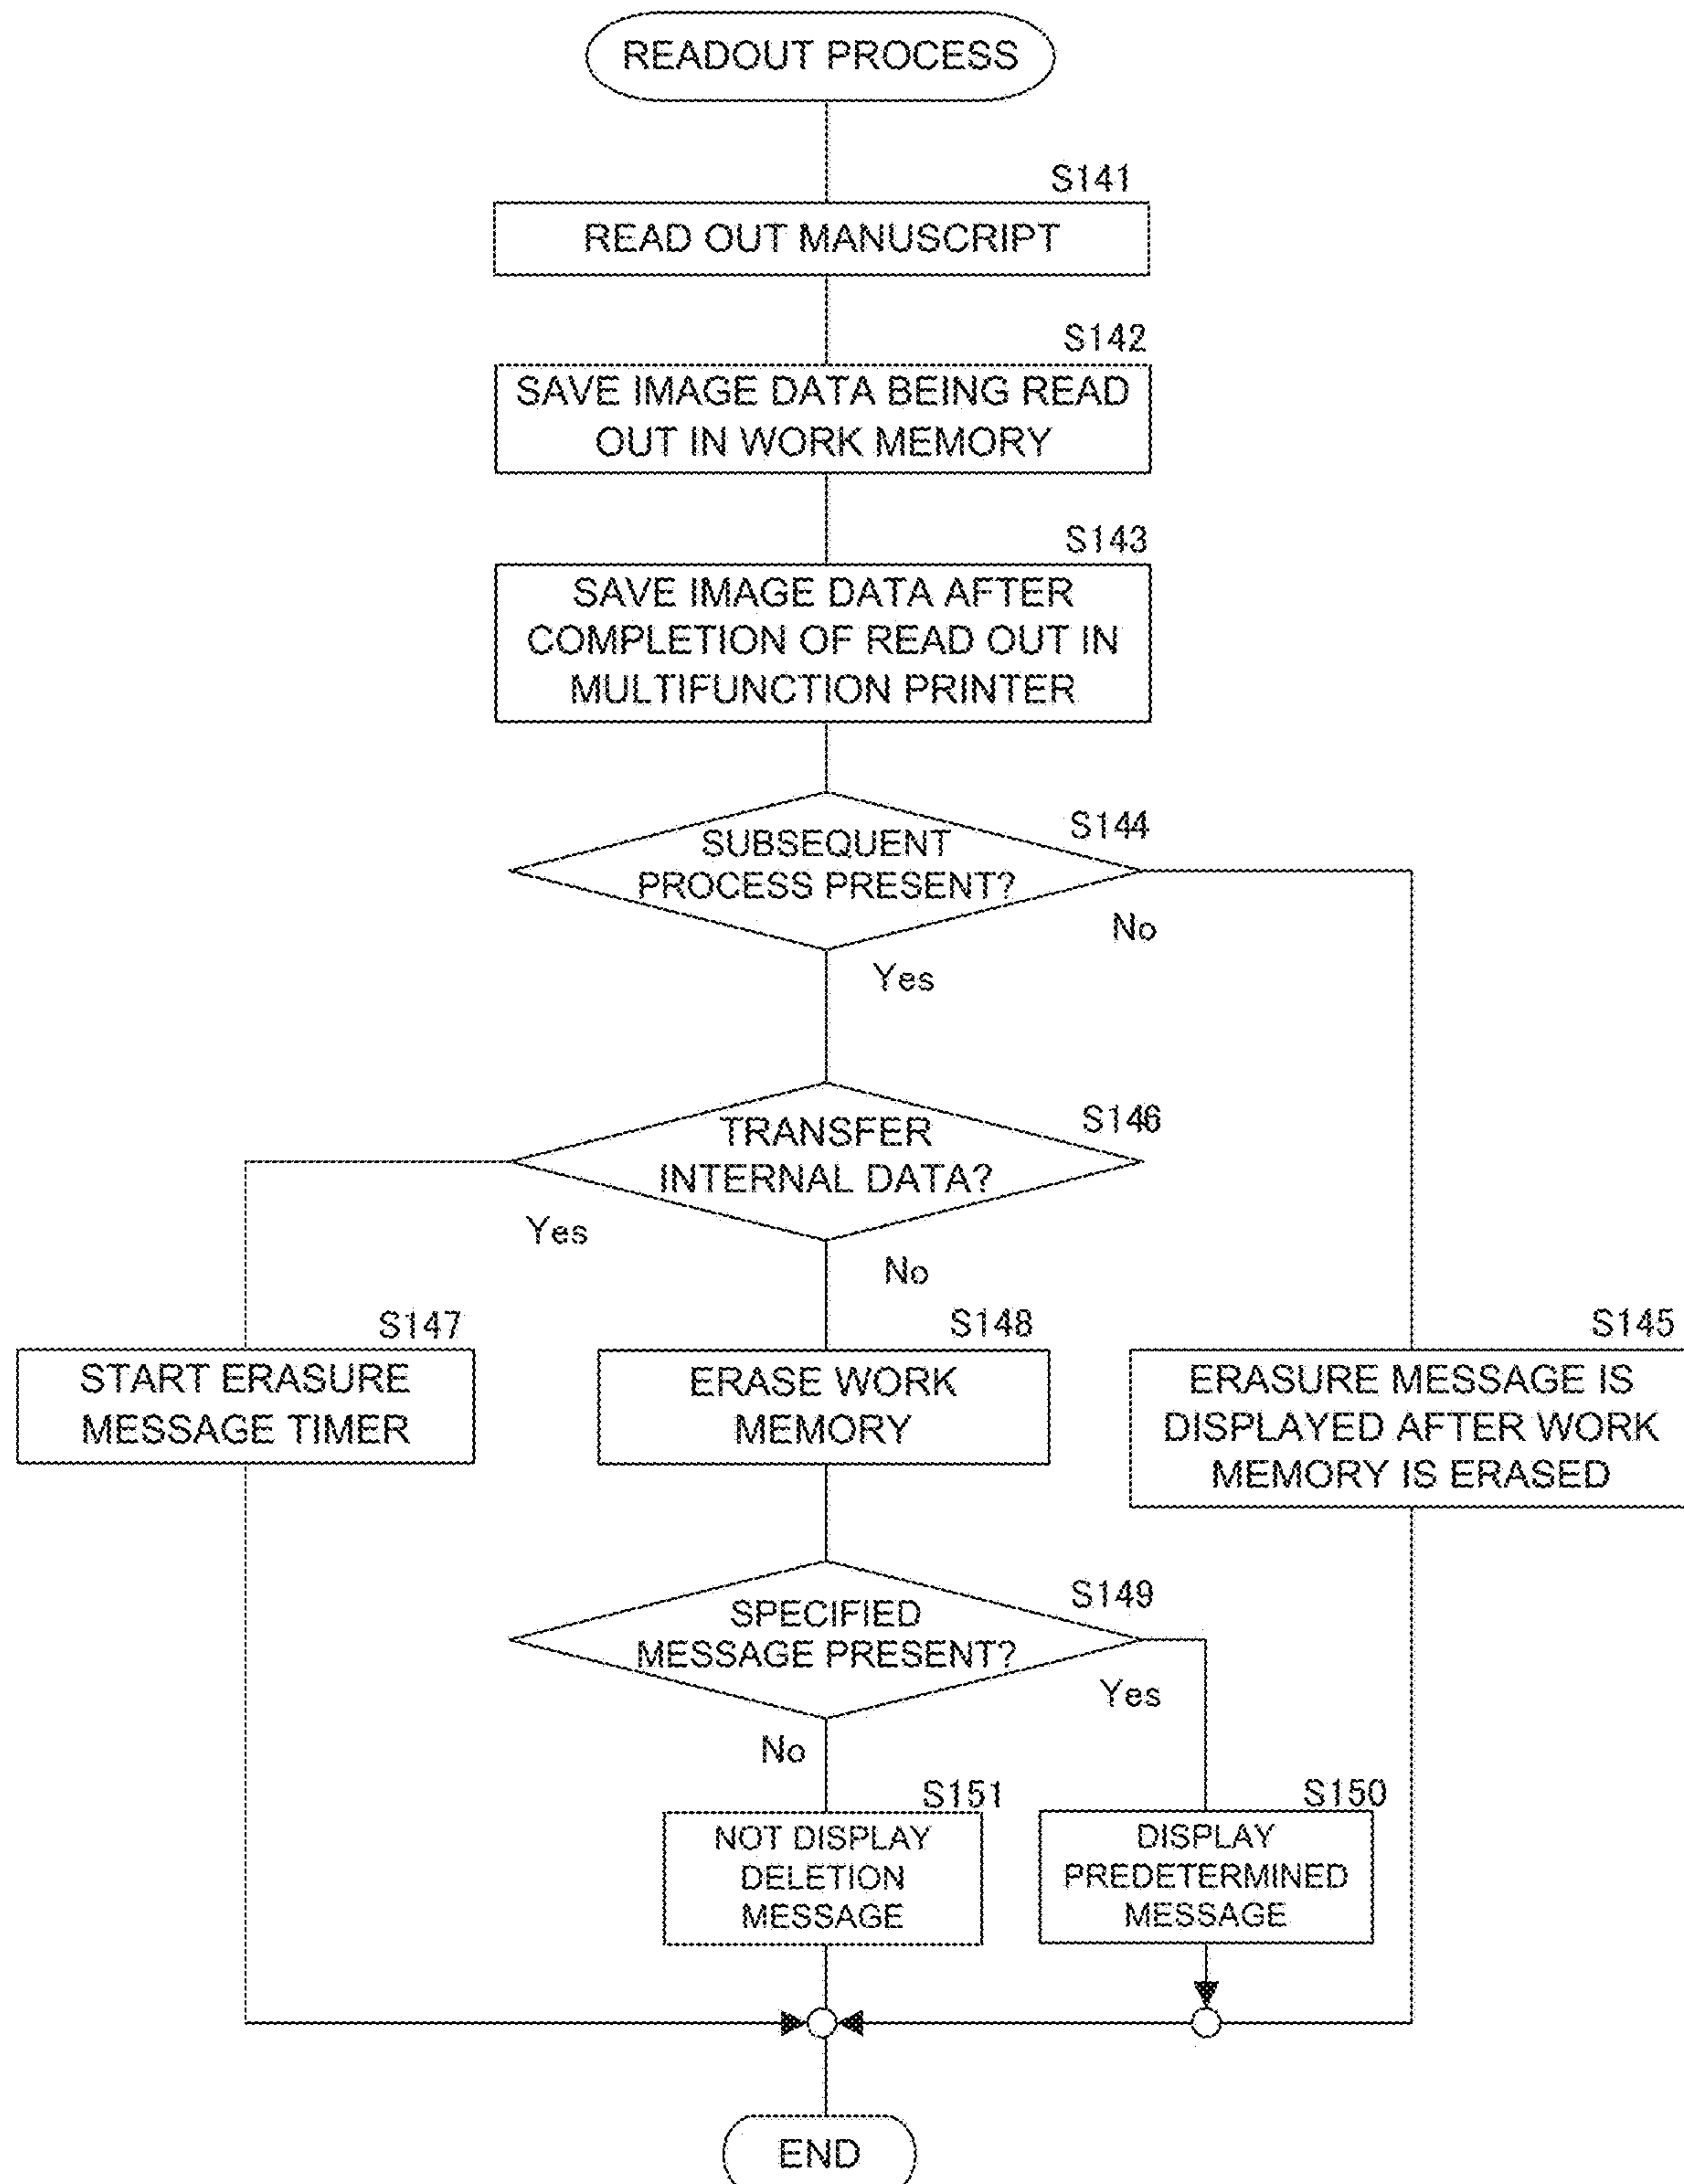 READOUT PROCESS
S141
READ OUT MANUSCRIPT
S142
SAVE IMAGE DATA BEING READ
OUT IN WORK MEMORY
S143
SAVE IMAGE DATA AFTER
COMPLETION OF READ OUT IN
MULTIFUNCTION PRINTER
S144
SUBSEQUENT
PROCESS PRESENT?
No
Yes
S146
TRANSFER
INTERNAL DATA?
Yes
No
S147
START ERASURE
MESSAGE TIMER
S148
ERASE WORK
MEMORY
S145
ERASURE MESSAGE IS
DISPLAYED AFTER WORK
MEMORY IS ERASED
S149
SPECIFIED
MESSAGE PRESENT?
Yes
No
S151
NOT DISPLAY
DELETION
MESSAGE
S150
DISPLAY
PREDETERMINED
MESSAGE
END